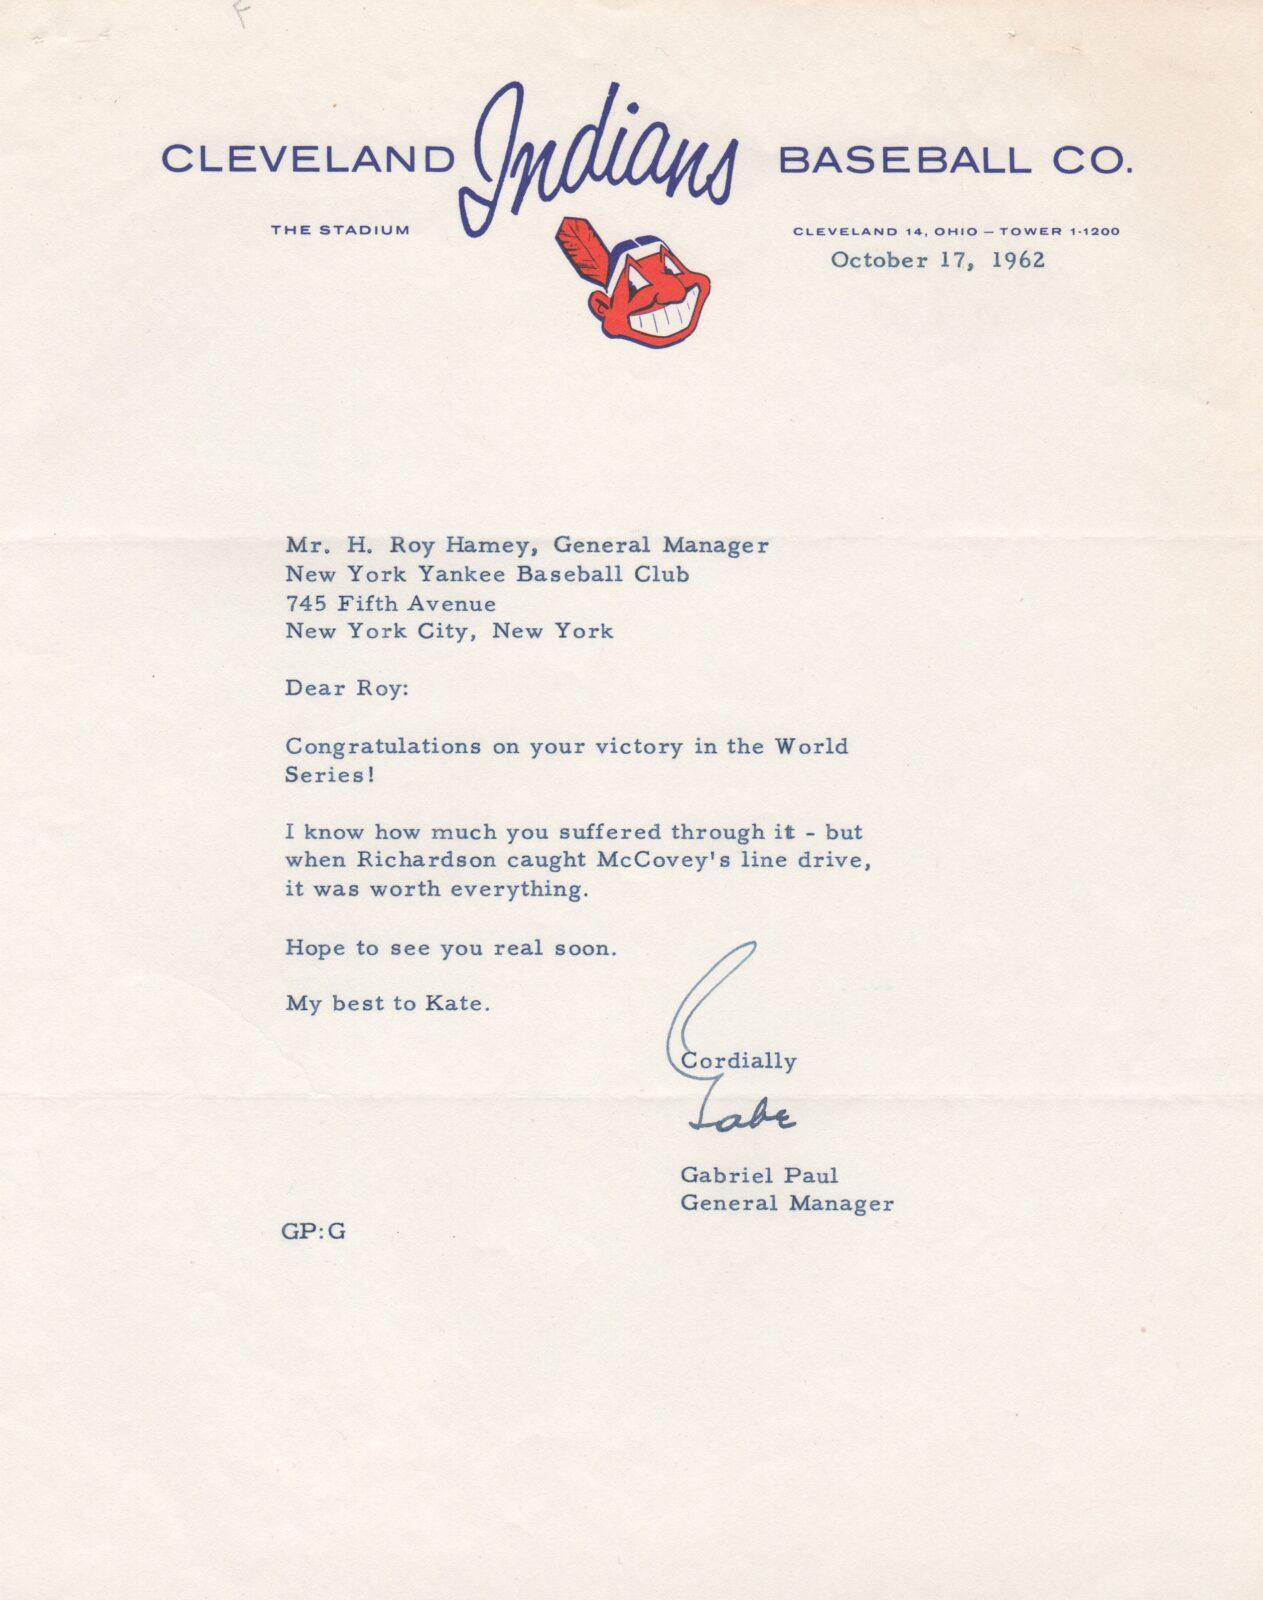 F
CLEVELAND Indians BASEBALL CO.
THE STADIUM
CLEVELAND 14, OHIO — TOWER 1-1200
October 17, 1962
Mr. H. Roy Hamey, General Manager
New York Yankee Baseball Club
745 Fifth Avenue
New York City, New York
Dear Roy:
Congratulations on your victory in the World
Series!
I know how much you suffered through it - but
when Richardson caught McCovey's line drive,
it was worth everything.
Hope to see you real soon.
My best to Kate.
Cordially
Gabe
Gabriel Paul
General Manager
GP:G